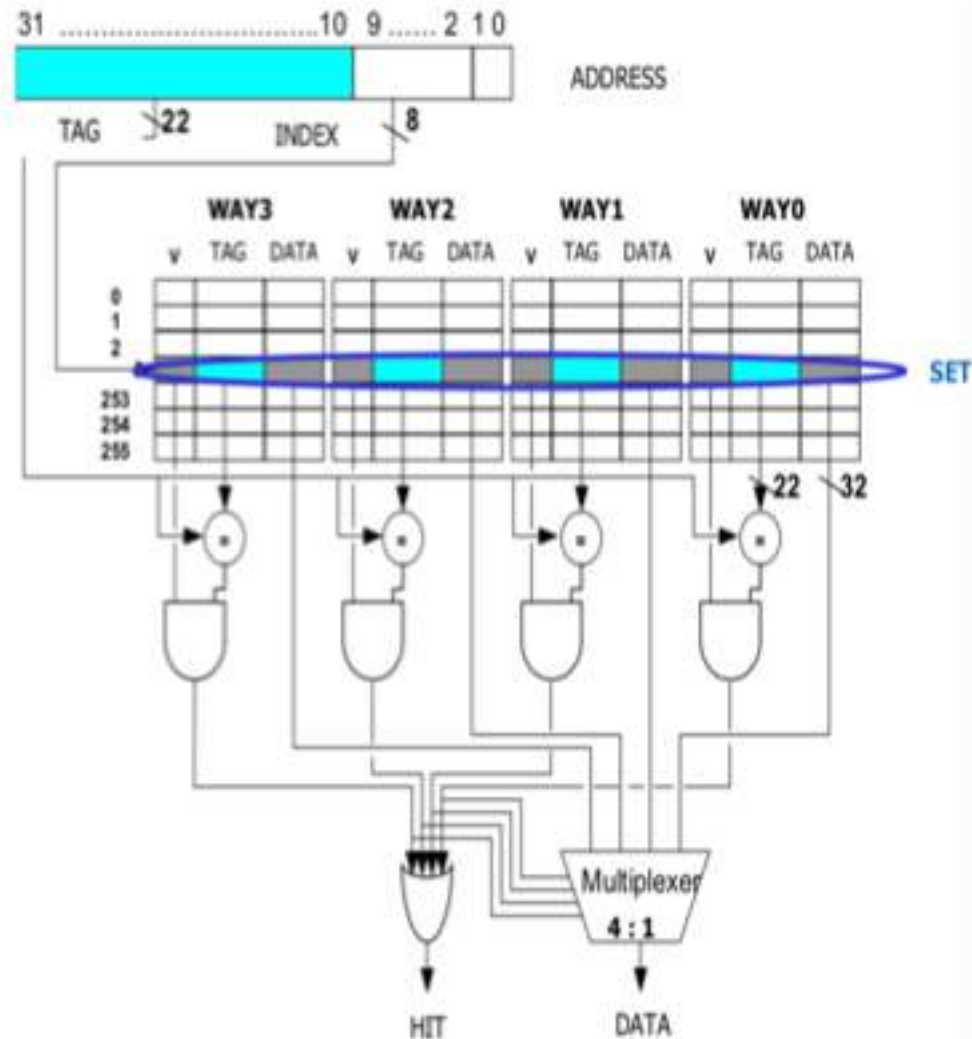 31 .................................. 10 9 ...... 2 1 0
ADDRESS
TAG 22 INDEX 8
WAY3 WAY2 WAY1 WAY0
V TAG DATA V TAG DATA V TAG DATA V TAG DATA
0
1
2
SET
253
254
255
22 32
= = = =
Multiplexer
4 : 1
HIT DATA